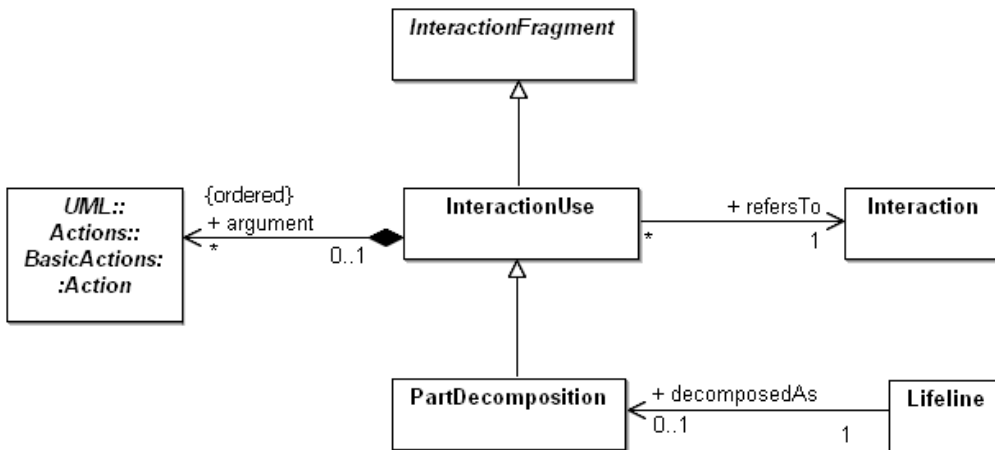 InteractionFragment
UML::
Actions::
BasicActions:
:Action
{ordered}
+ argument
*
0..1
InteractionUse
*
+ refersTo
1
Interaction
PartDecomposition
+ decomposedAs
0..1
1
Lifeline